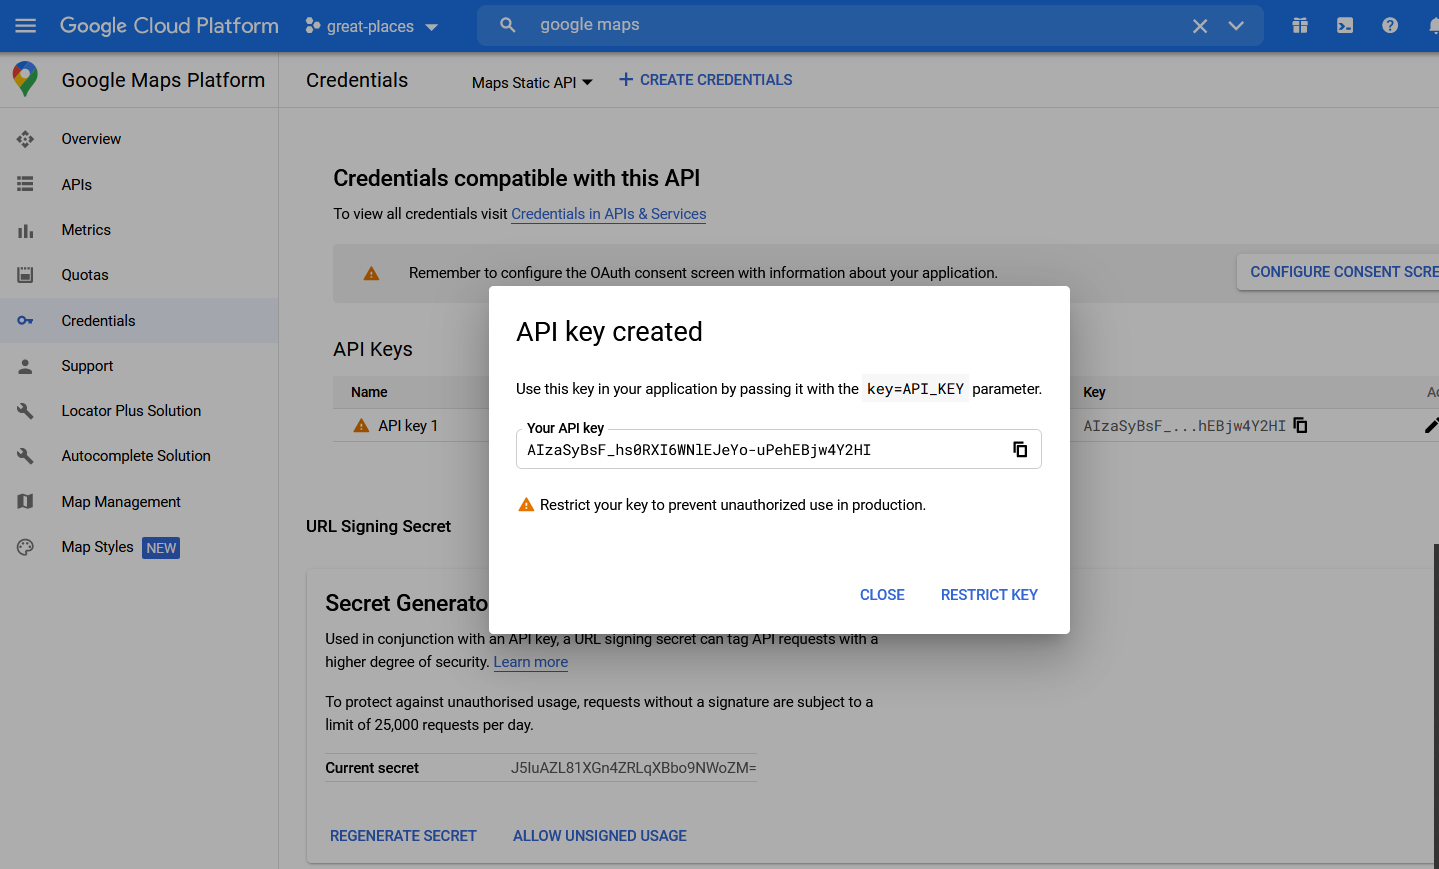 Google Cloud Platform
great-places
google maps
Google Maps Platform
Credentials
Maps Static API
CREATE CREDENTIALS
Overview
APIs
Metrics
Quotas
Credentials
Support
Locator Plus Solution
Autocomplete Solution
Map Management
Map Styles NEW
Credentials compatible with this API
To view all credentials visit Credentials in APIs & Services
Remember to configure the OAuth consent screen with information about your application.
CONFIGURE CONSENT SCRE
API Keys
Name
Key
API key 1
AIzaSyBsF_...hEBjw4Y2HI
API key created
Use this key in your application by passing it with the key=API_KEY parameter.
Your API key
AIzaSyBsF_hs0RXI6WNlEJeYo-uPehEBjw4Y2HI
Restrict your key to prevent unauthorized use in production.
CLOSE
RESTRICT KEY
URL Signing Secret
Secret Generato
Used in conjunction with an API key, a URL signing secret can tag API requests with a
higher degree of security. Learn more
To protect against unauthorised usage, requests without a signature are subject to a
limit of 25,000 requests per day.
Current secret
J5IuAZL81XGn4ZRLqXBbo9NWoZM=
REGENERATE SECRET
ALLOW UNSIGNED USAGE